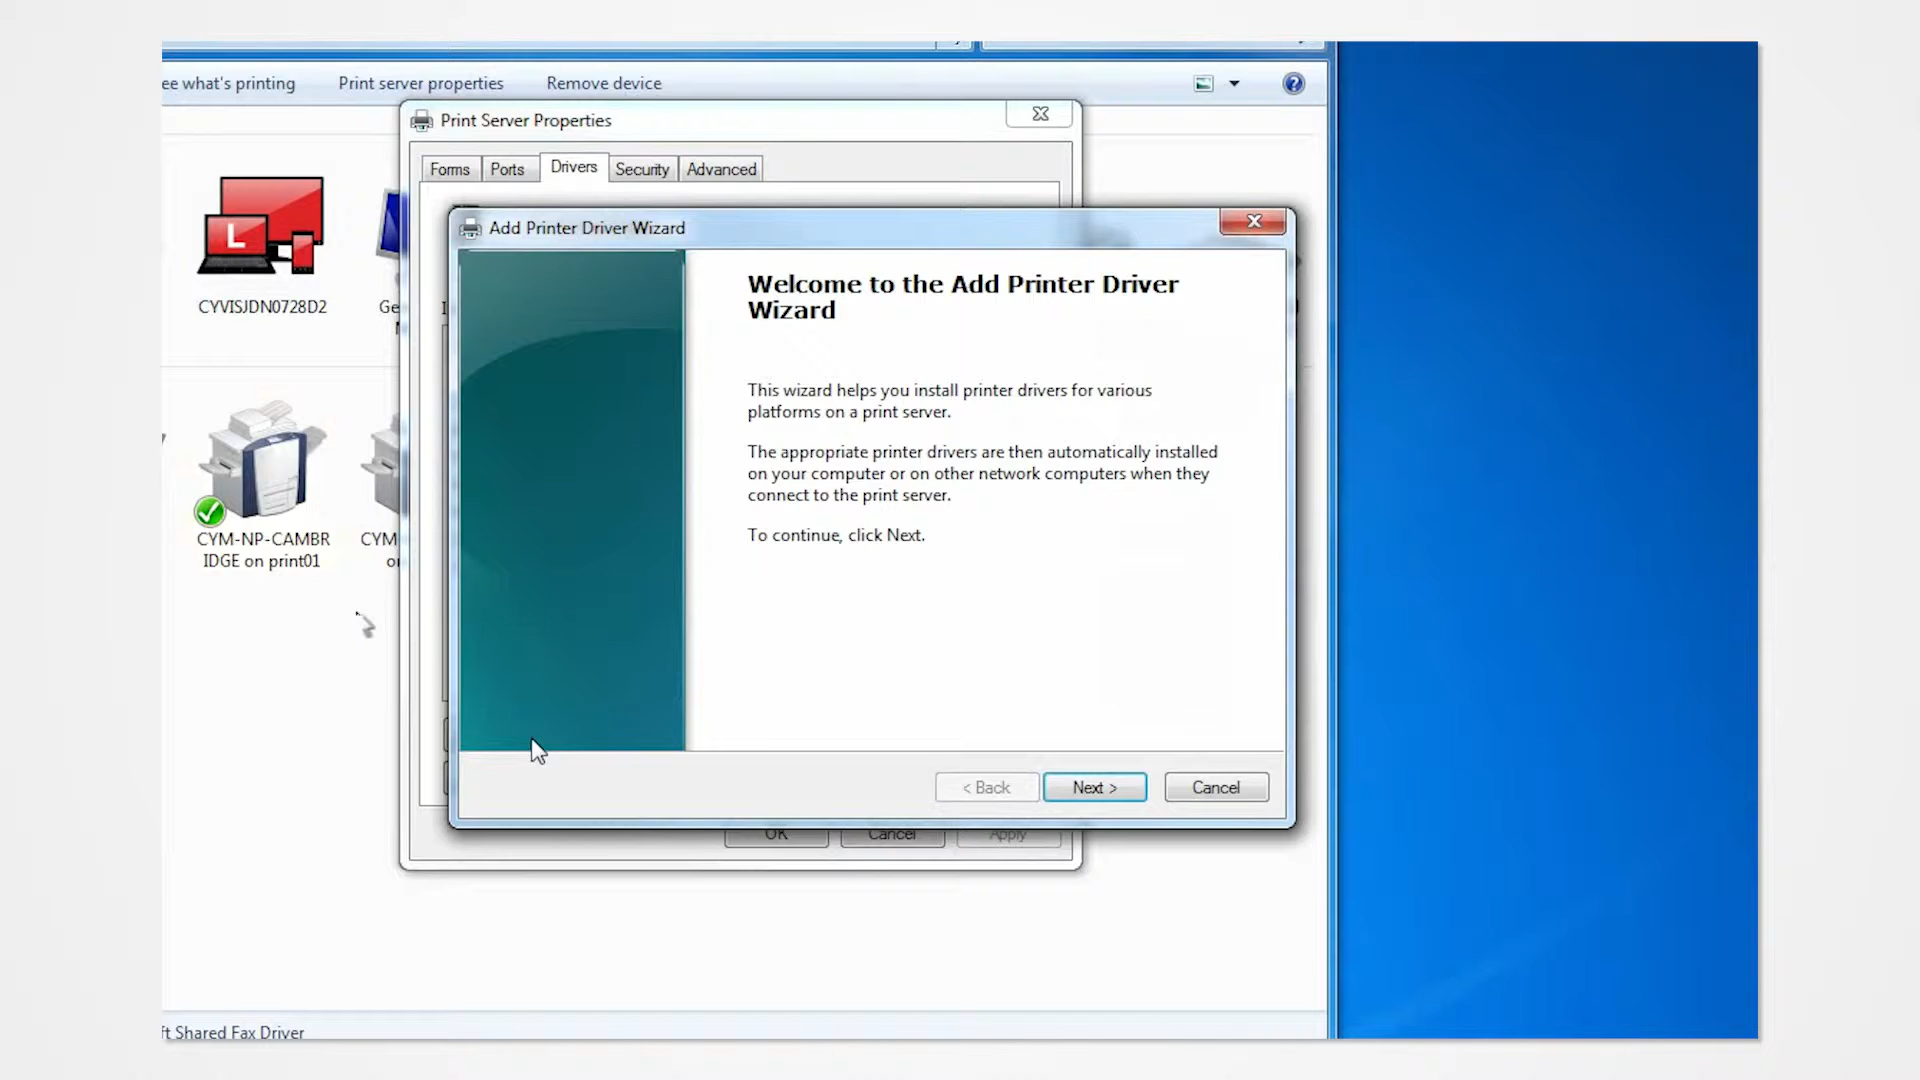 ee what's printing Print server properties Remove device
Print Server Properties
Forms Ports Drivers Security Advanced
Add Printer Driver Wizard
Welcome to the Add Printer Driver
Wizard
This wizard helps you install printer drivers for various
platforms on a print server.
The appropriate printer drivers are then automatically installed
on your computer or on other network computers when they
connect to the print server.
To continue, click Next.
< Back Next > Cancel
OK Cancel Apply
L
CYVISJDN0728D2 Ge
CYM-NP-CAMBR CYM-
IDGE on print01
ft Shared Fax Driver